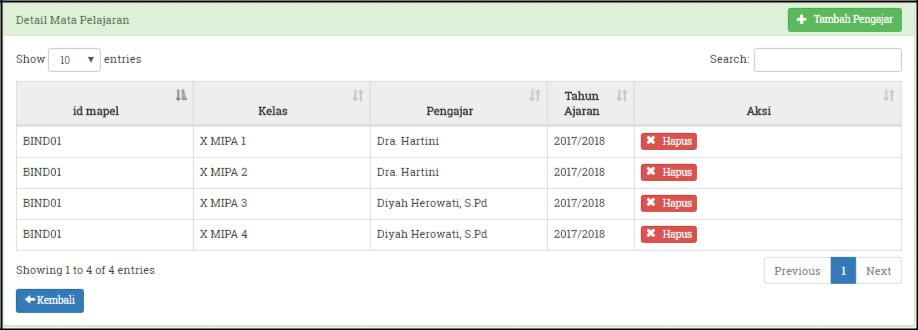 Detail Mata Pelajaran Tambah Pengajar
Show 10 entries Search:
id mapel Kelas Pengajar Tahun Ajaran Aksi
BIND01 X MIPA 1 Dra. Hartini 2017/2018 Hapus
BIND01 X MIPA 2 Dra. Hartini 2017/2018 Hapus
BIND01 X MIPA 3 Diyah Herowati, S.Pd 2017/2018 Hapus
BIND01 X MIPA 4 Diyah Herowati, S.Pd 2017/2018 Hapus
Showing 1 to 4 of 4 entries Previous 1 Next
Kembali